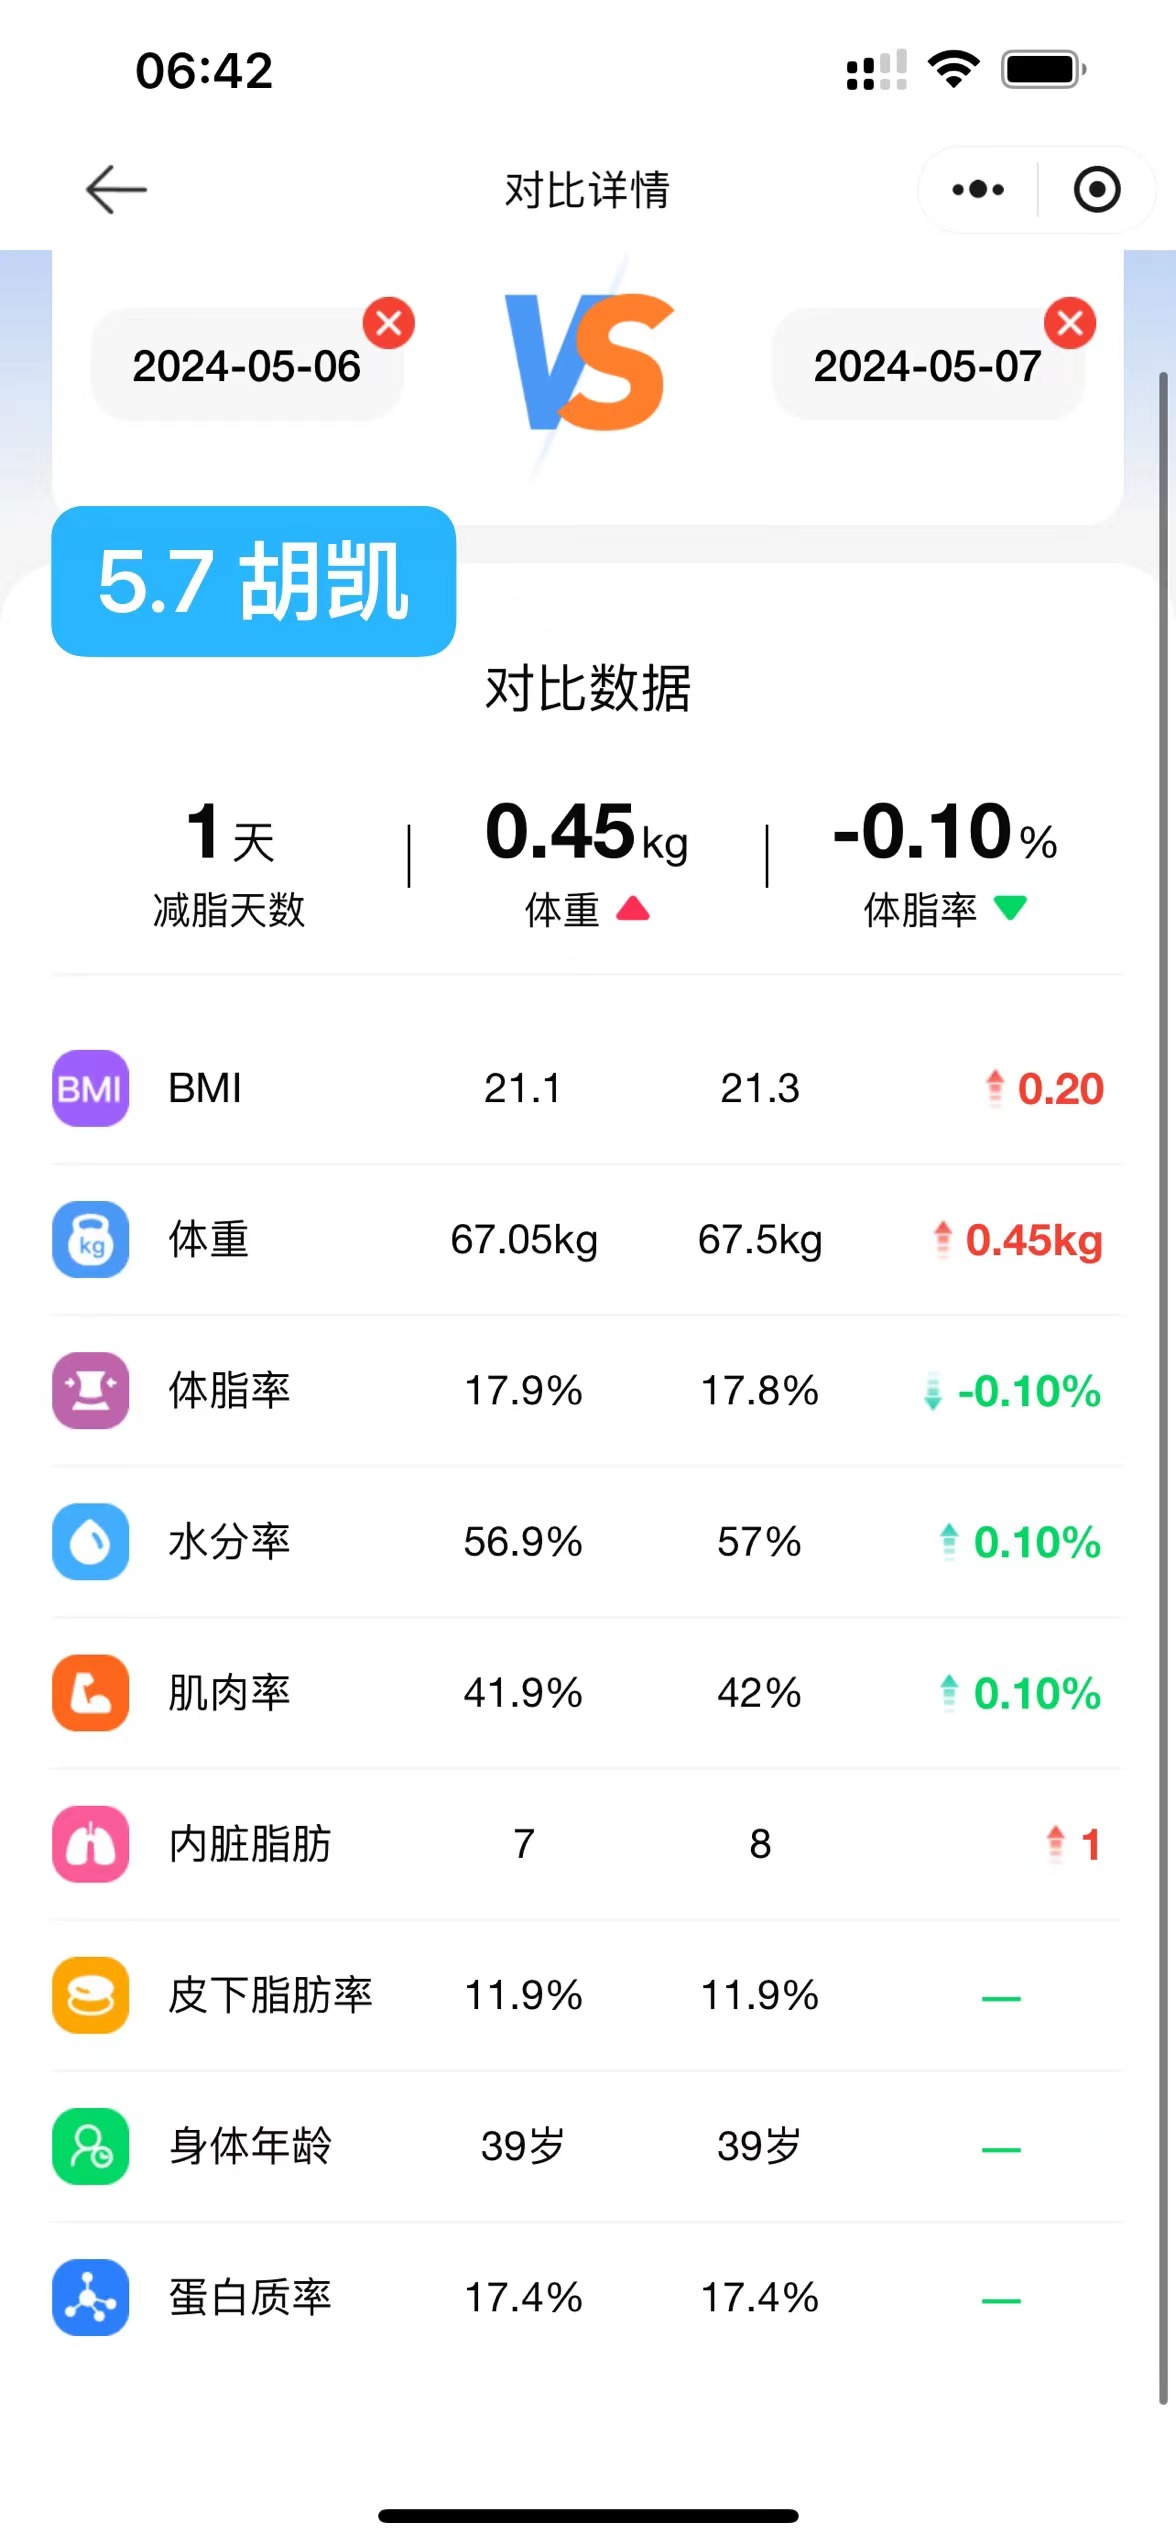 06:42
对比详情
2024-05-06 VS 2024-05-07
5.7 胡凯
对比数据
1天 0.45kg -0.10%
减脂天数 体重 体脂率
BMI BMI 21.1 21.3 0.20
kg 体重 67.05kg 67.5kg 0.45kg
体脂率 17.9% 17.8% -0.10%
水分率 56.9% 57% 0.10%
肌肉率 41.9% 42% 0.10%
内脏脂肪 7 8 1
皮下脂肪率 11.9% 11.9% —
身体年龄 39岁 39岁 —
蛋白质率 17.4% 17.4% —